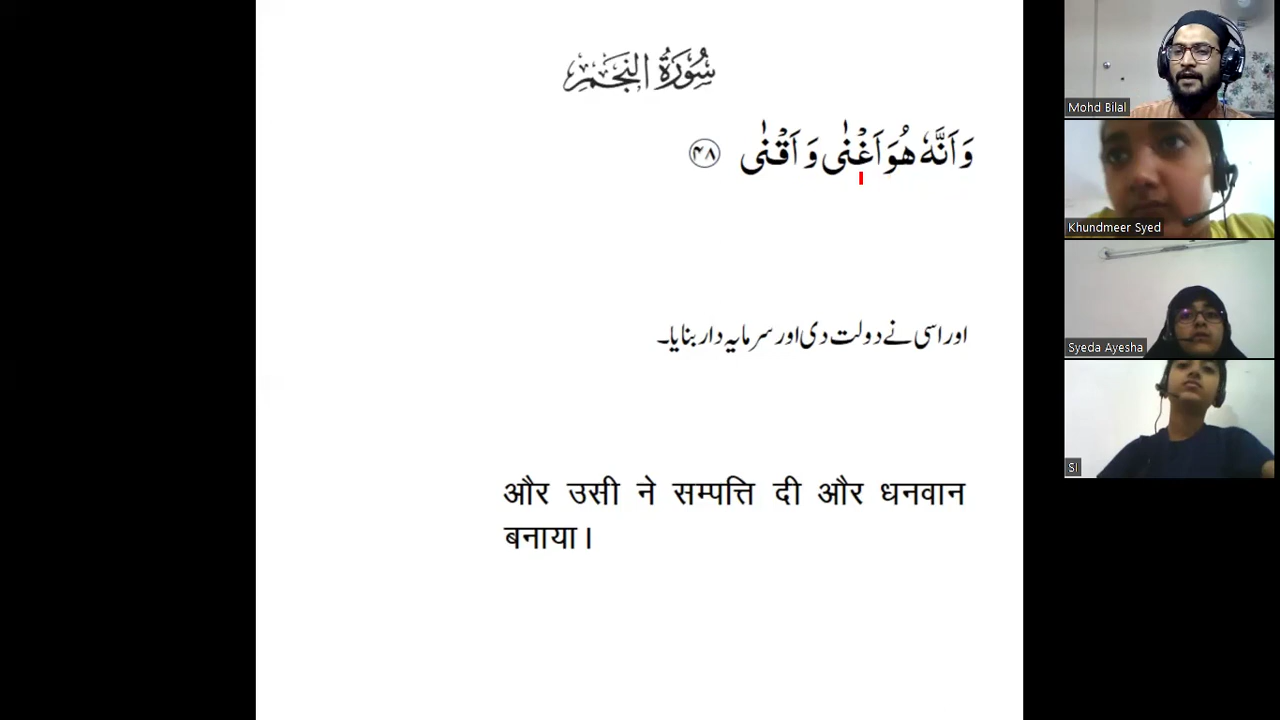 سُوْرَةُ النَّجْمِ
وَ اَنَّهٗ هُوَ اَغْنٰى وَ اَقْنٰى ۴۸
اور اسی نے دولت دی اور سرمایہ دار بنایا۔
और उसी ने सम्पत्ति दी और धनवान
बनाया।
Mohd Bilal
Khundmeer Syed
Syeda Ayesha
SI